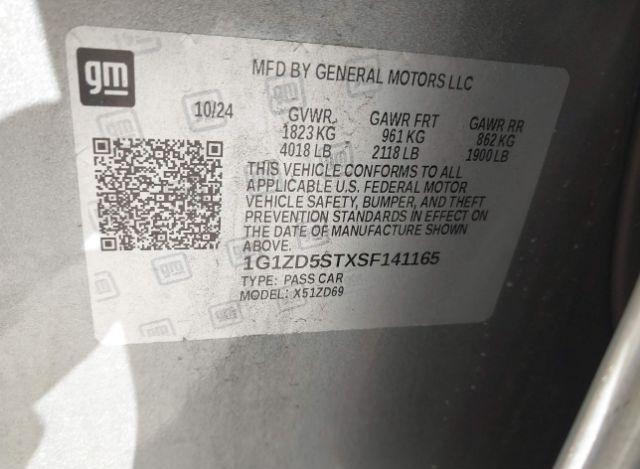 gm
MFD BY GENERAL MOTORS LLC
10/24 GVWR GAWR FRT GAWR RR
1823 KG 961 KG 862 KG
4018 LB 2118 LB 1900 LB
THIS VEHICLE CONFORMS TO ALL
APPLICABLE U.S. FEDERAL MOTOR
VEHICLE SAFETY, BUMPER, AND THEFT
PREVENTION STANDARDS IN EFFECT ON
THE DATE OF MANUFACTURE SHOWN
ABOVE.
1G1ZD5STXSF141165
TYPE: PASS CAR
MODEL: X51ZD69